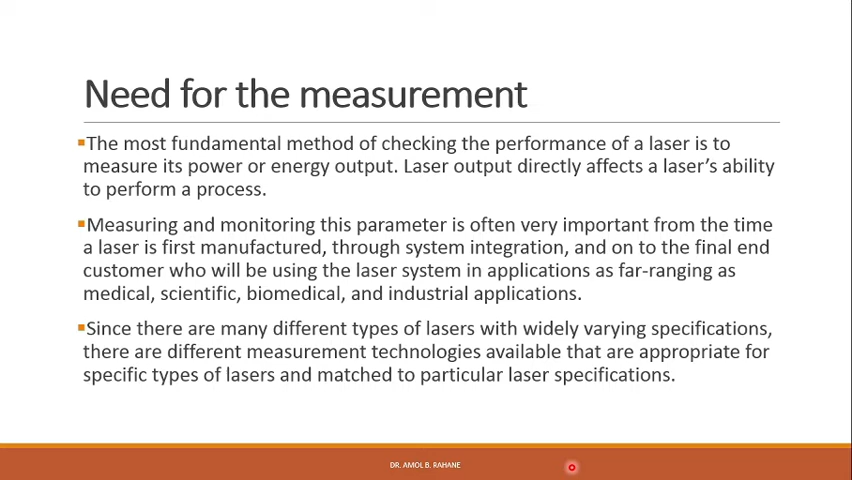 Need for the measurement
▪The most fundamental method of checking the performance of a laser is to
measure its power or energy output. Laser output directly affects a laser's ability
to perform a process.
▪Measuring and monitoring this parameter is often very important from the time
a laser is first manufactured, through system integration, and on to the final end
customer who will be using the laser system in applications as far-ranging as
medical, scientific, biomedical, and industrial applications.
▪Since there are many different types of lasers with widely varying specifications,
there are different measurement technologies available that are appropriate for
specific types of lasers and matched to particular laser specifications.
DR. AMOL B. RAHANE